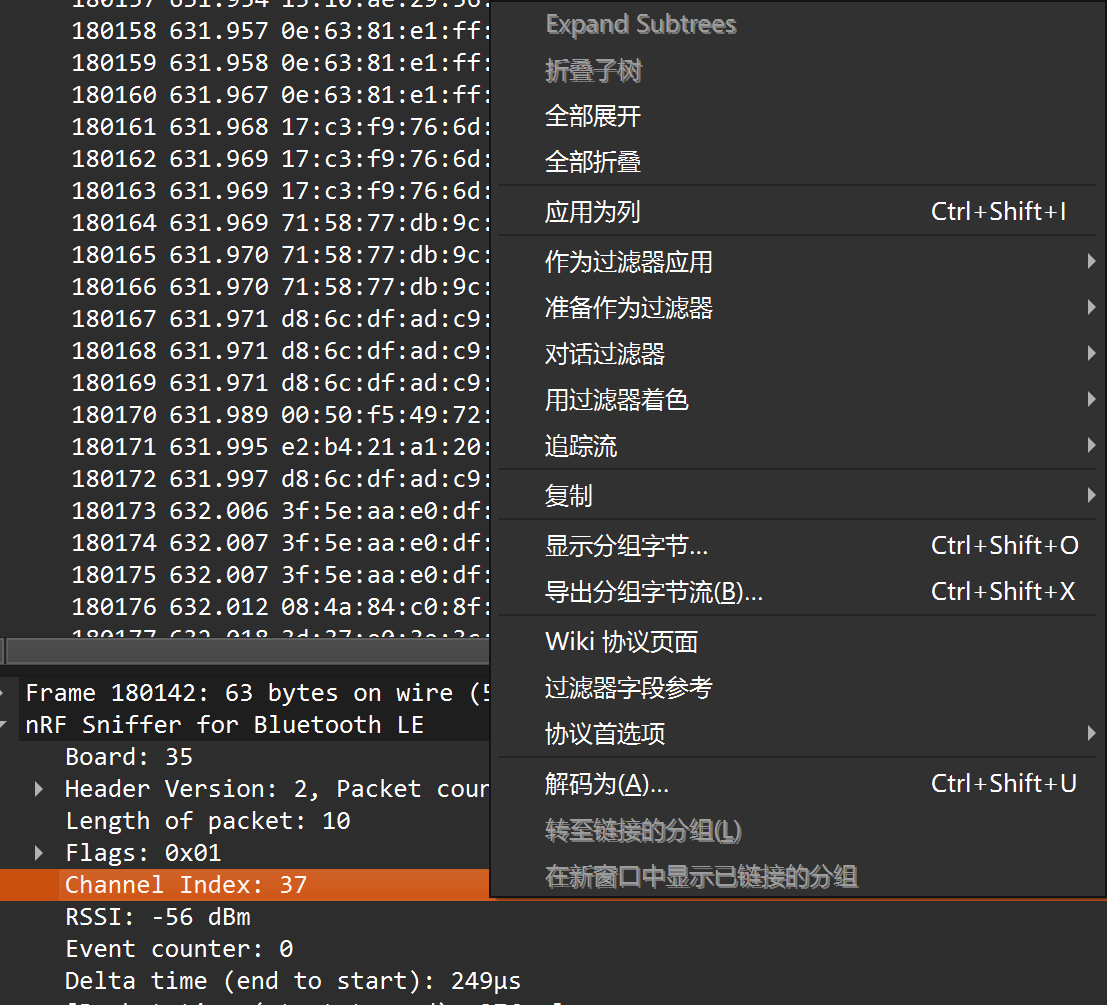 631.954 15:10:ae:29:56:
180158 631.957 0e:63:81:e1:ff:
180159 631.958 0e:63:81:e1:ff:
180160 631.967 0e:63:81:e1:ff:
180161 631.968 17:c3:f9:76:6d:
180162 631.969 17:c3:f9:76:6d:
180163 631.969 17:c3:f9:76:6d:
180164 631.969 71:58:77:db:9c:
180165 631.970 71:58:77:db:9c:
180166 631.970 71:58:77:db:9c:
180167 631.971 d8:6c:df:ad:c9:
180168 631.971 d8:6c:df:ad:c9:
180169 631.971 d8:6c:df:ad:c9:
180170 631.989 00:50:f5:49:72:
180171 631.995 e2:b4:21:a1:20:
180172 631.997 d8:6c:df:ad:c9:
180173 632.006 3f:5e:aa:e0:df:
180174 632.007 3f:5e:aa:e0:df:
180175 632.007 3f:5e:aa:e0:df:
180176 632.012 08:4a:84:c0:8f:
180177 632.018
Frame 180142: 63 bytes on wire (5
nRF Sniffer for Bluetooth LE
Board: 35
Header Version: 2, Packet coun
Length of packet: 10
Flags: 0x01
Channel Index: 37
RSSI: -56 dBm
Event counter: 0
Delta time (end to start): 249µs
Expand Subtrees
折叠子树
全部展开
全部折叠
应用为列 Ctrl+Shift+I
作为过滤器应用
准备作为过滤器
对话过滤器
用过滤器着色
追踪流
复制
显示分组字节... Ctrl+Shift+O
导出分组字节流(B)... Ctrl+Shift+X
Wiki 协议页面
过滤器字段参考
协议首选项
解码为(A)... Ctrl+Shift+U
转至链接的分组(L)
在新窗口中显示已链接的分组